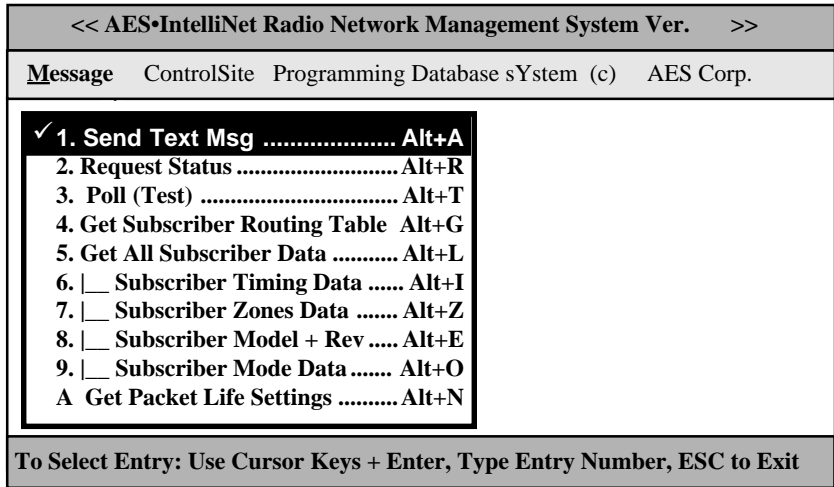 << AES•IntelliNet Radio Network Management System Ver. >>
Message ControlSite Programming Database sYstem (c) AES Corp.
✓ 1. Send Text Msg .................... Alt+A
2. Request Status ............................ Alt+R
3. Poll (Test) .................................. Alt+T
4. Get Subscriber Routing Table Alt+G
5. Get All Subscriber Data ............ Alt+L
6. |__ Subscriber Timing Data ...... Alt+I
7. |__ Subscriber Zones Data ....... Alt+Z
8. |__ Subscriber Model + Rev ..... Alt+E
9. |__ Subscriber Mode Data ....... Alt+O
A Get Packet Life Settings .......... Alt+N
To Select Entry: Use Cursor Keys + Enter, Type Entry Number, ESC to Exit